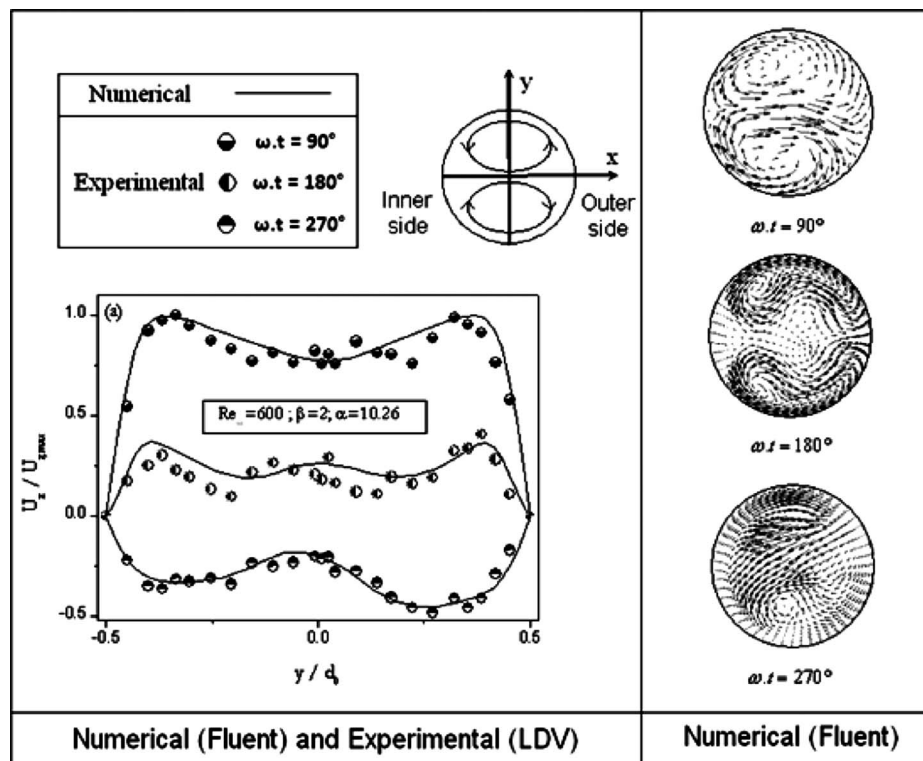 Numerical
Experimental
ω.t = 90°
ω.t = 180°
ω.t = 270°
y
x
Inner side
Outer side
(a)
Re =600 ; β=2; α=10.26
1.0
0.5
0.0
-0.5
-0.5
0.0
0.5
y / d
ω.t = 90°
ω.t = 180°
ω.t = 270°
Numerical (Fluent) and Experimental (LDV)
Numerical (Fluent)